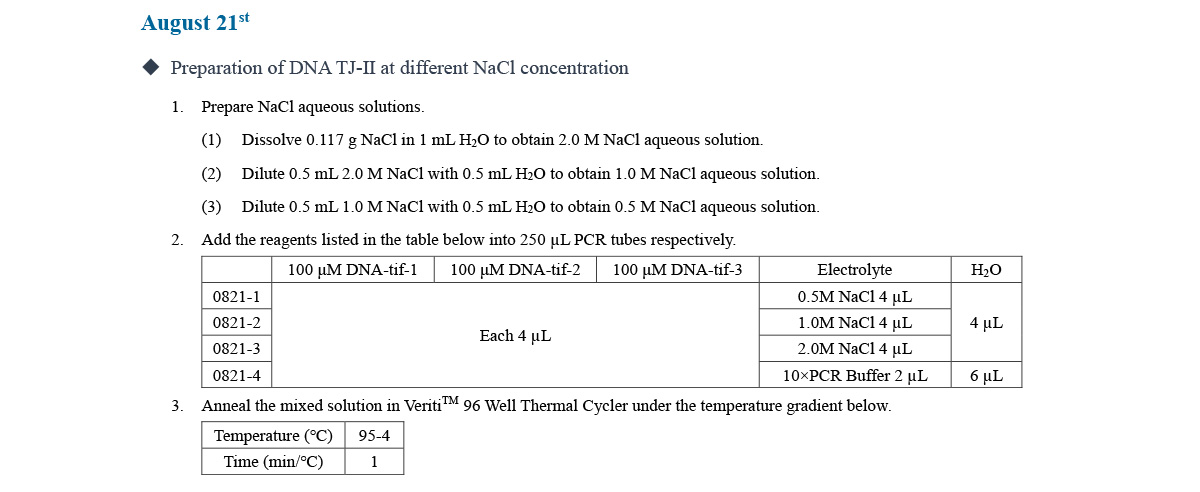 August 21st
◆ Preparation of DNA TJ-II at different NaCl concentration
1. Prepare NaCl aqueous solutions.
(1) Dissolve 0.117 g NaCl in 1 mL H₂O to obtain 2.0 M NaCl aqueous solution.
(2) Dilute 0.5 mL 2.0 M NaCl with 0.5 mL H₂O to obtain 1.0 M NaCl aqueous solution.
(3) Dilute 0.5 mL 1.0 M NaCl with 0.5 mL H₂O to obtain 0.5 M NaCl aqueous solution.
2. Add the reagents listed in the table below into 250 μL PCR tubes respectively.
100 μM DNA-tif-1 100 μM DNA-tif-2 100 μM DNA-tif-3 Electrolyte H₂O
0821-1 0.5M NaCl 4 μL
0821-2 1.0M NaCl 4 μL 4 μL
Each 4 μL
0821-3 2.0M NaCl 4 μL
0821-4 10×PCR Buffer 2 μL 6 μL
3. Anneal the mixed solution in Veriti™ 96 Well Thermal Cycler under the temperature gradient below.
Temperature (°C) 95-4
Time (min/°C) 1